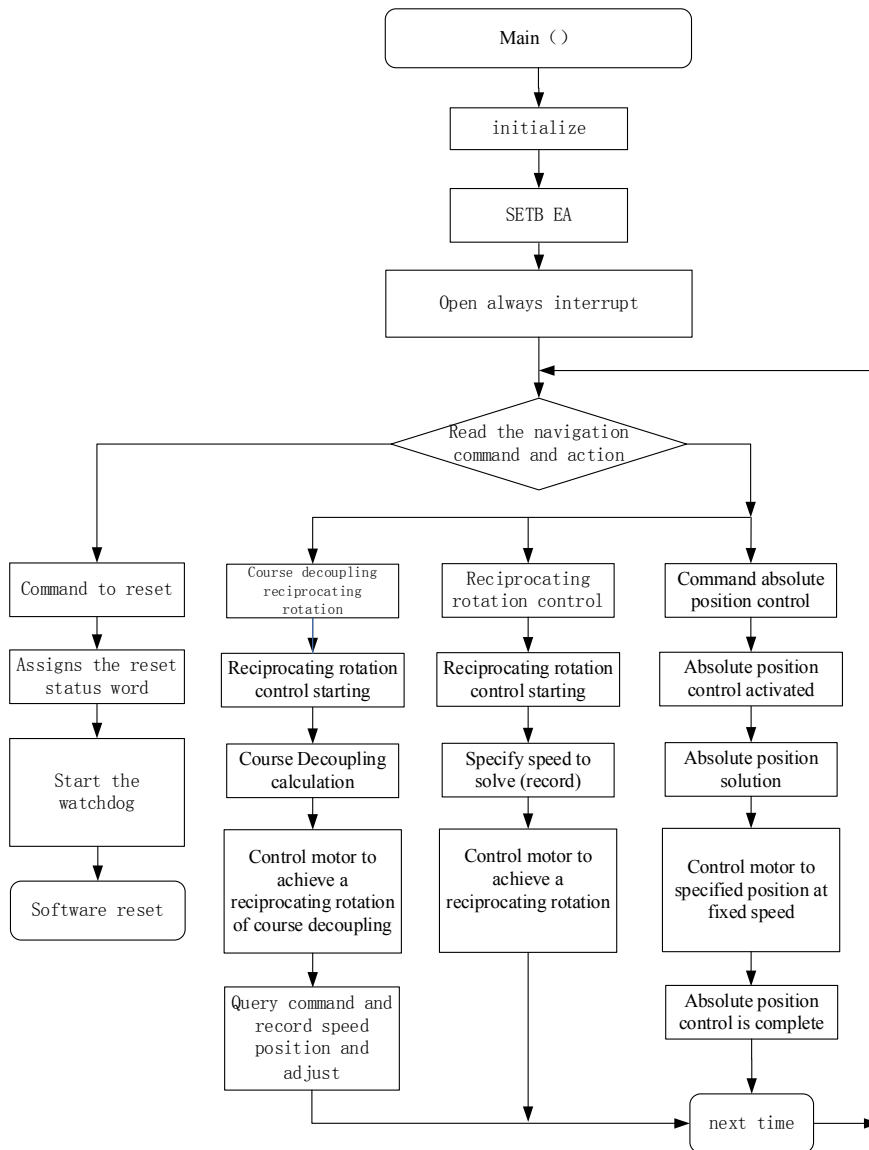 Main（）
initialize
SETB EA
Open always interrupt
Read the navigation
command and action
Command to reset
Assigns the reset
status word
Start the
watchdog
Software reset
Course decoupling
reciprocating
rotation
Reciprocating rotation
control starting
Course Decoupling
calculation
Control motor to
achieve a
reciprocating rotation
of course decoupling
Query command and
record speed
position and
adjust
Reciprocating
rotation control
Reciprocating rotation
control starting
Specify speed to
solve (record)
Control motor to
achieve a
reciprocating rotation
Command absolute
position control
Absolute position
control activated
Absolute position
solution
Control motor to
specified position at
fixed speed
Absolute position
control is complete
next time